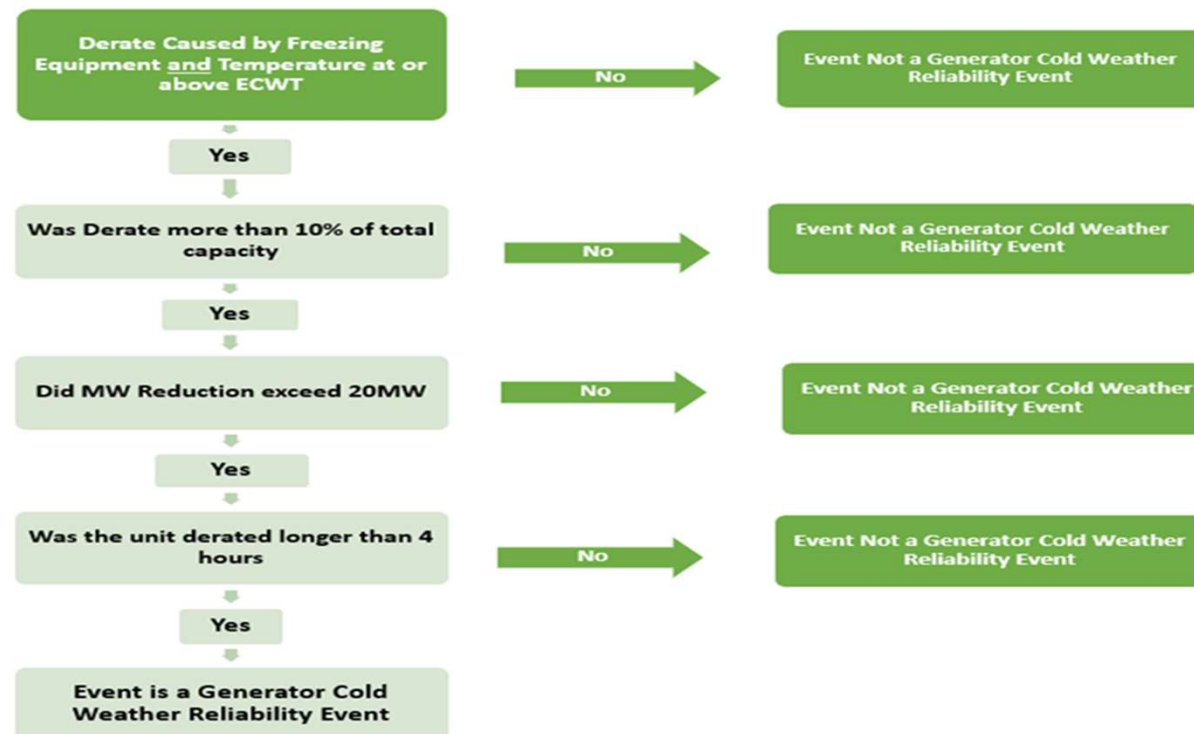 Derate Caused by Freezing
Equipment and Temperature at or
above ECWT
No
Event Not a Generator Cold Weather
Reliability Event
Yes
Was Derate more than 10% of total
capacity
No
Event Not a Generator Cold Weather
Reliability Event
Yes
Did MW Reduction exceed 20MW
No
Event Not a Generator Cold Weather
Reliability Event
Yes
Was the unit derated longer than 4
hours
No
Event Not a Generator Cold Weather
Reliability Event
Yes
Event is a Generator Cold
Weather Reliability Event